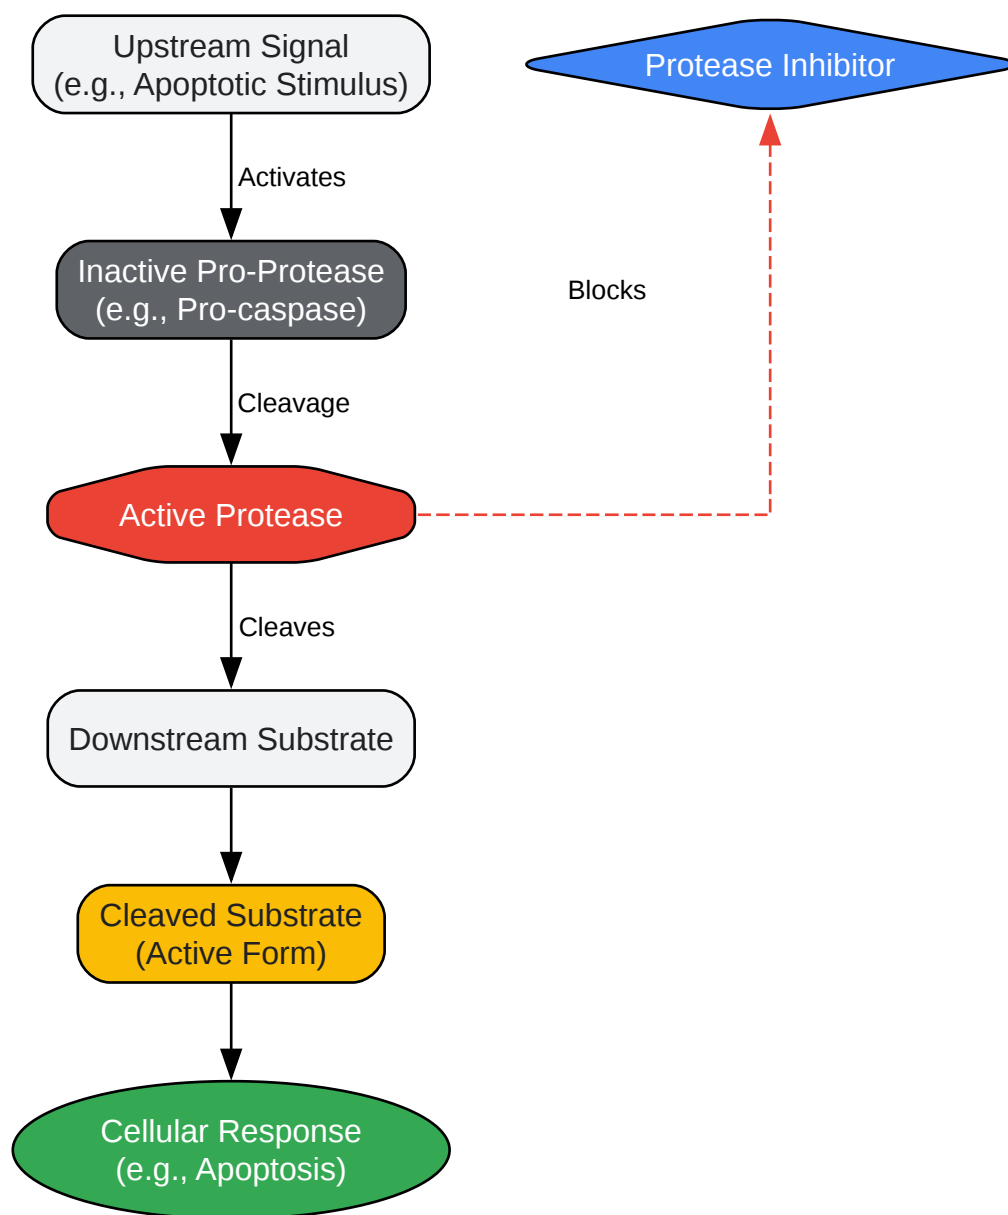 Upstream Signal
(e.g., Apoptotic Stimulus)
Protease Inhibitor
Activates
Inactive Pro-Protease
(e.g., Pro-caspase)
Blocks
Cleavage
Active Protease
Cleaves
Downstream Substrate
Cleaved Substrate
(Active Form)
Cellular Response
(e.g., Apoptosis)